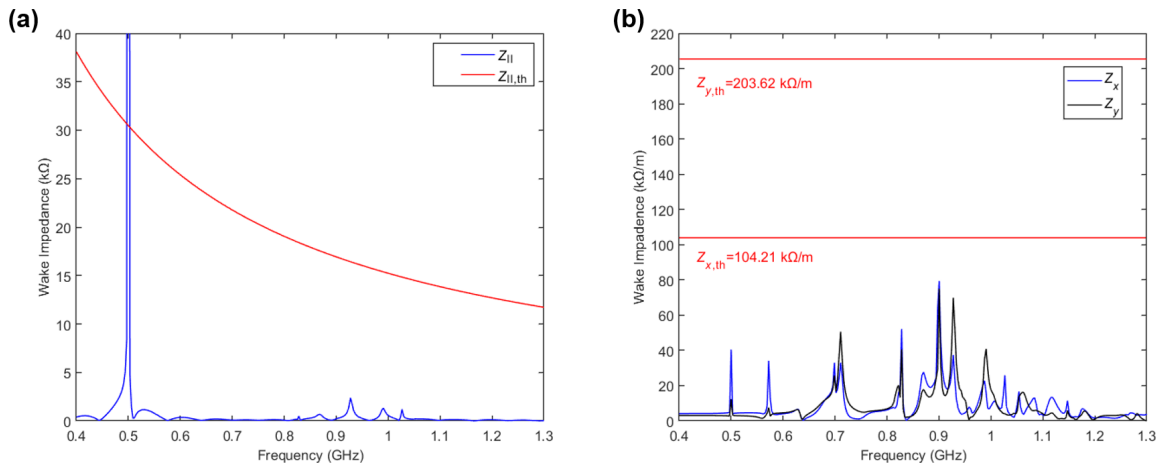 (a)
40
35
30
25
20
15
10
5
0
Wake Impedance (kΩ)
0.4 0.5 0.6 0.7 0.8 0.9 1 1.1 1.2 1.3
Frequency (GHz)
Z||
Z||,th
(b)
220
200
180
160
140
120
100
80
60
40
20
0
Wake Impadence (kΩ/m)
0.4 0.5 0.6 0.7 0.8 0.9 1 1.1 1.2 1.3
Frequency (GHz)
Zx
Zy
Zy,th=203.62 kΩ/m
Zx,th=104.21 kΩ/m